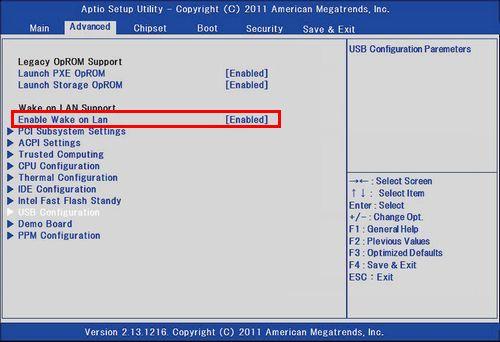 Aptio Setup Utility – Copyright (C) 2011 American Megatrends, Inc.
Main Advanced Chipset Boot Security Save & Exit
Legacy OpROM Support
Launch PXE OpROM [Enabled]
Launch Storage OpROM [Enabled]
Wake on LAN Support
Enable Wake on Lan [Enabled]
PCI Subsystem Settings
ACPI Settings
Trusted Computing
CPU Configuration
Thermal Configuration
IDE Configuration
Intel Fast Flash Standy
USB Configuration
Demo Board
PPM Configuration
USB Configuration Paremeters
→← : Select Screen
↑ ↓ : Select Item
Enter : Select
+/– : Change Opt.
F1 : General Help
F2 : Plevious Values
F3 : Optimized Defaults
F4 : Save & Exit
ESC : Exit
Version 2.13.1216. Copyright (C) 2011 American Megatrends, Inc.